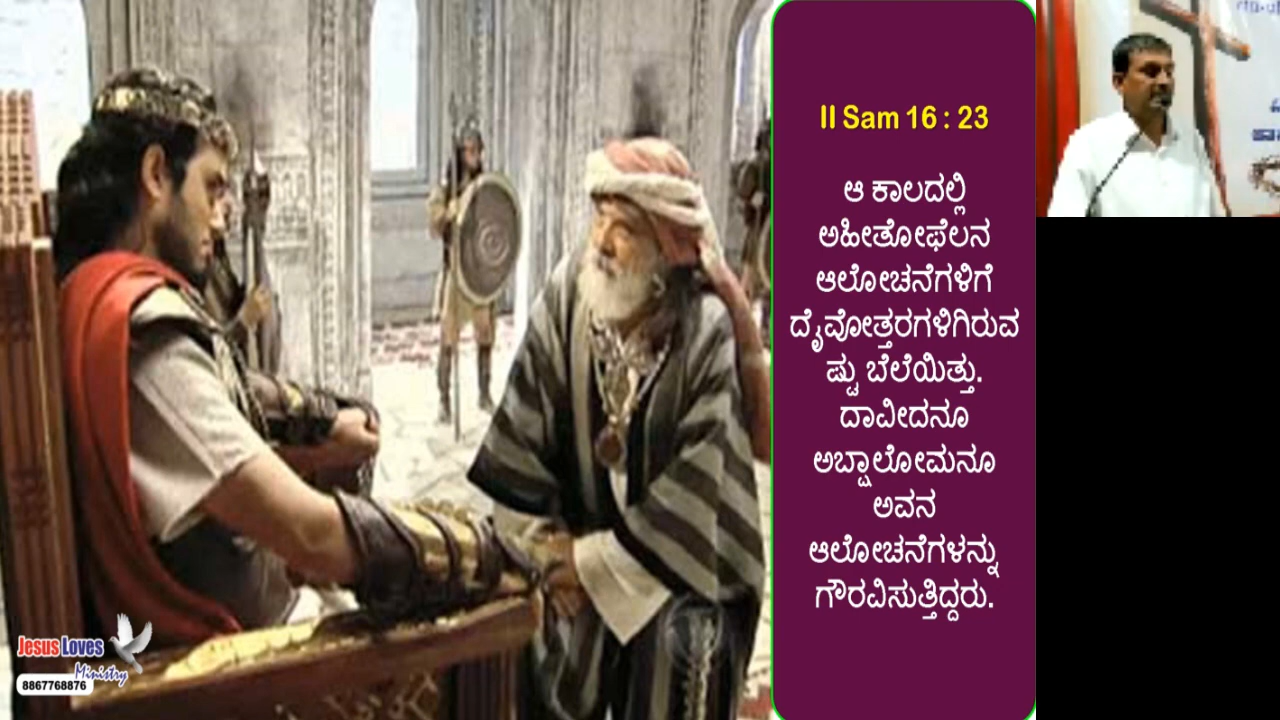 II Sam 16 : 23
ಆ ಕಾಲದಲ್ಲಿ
ಅಹೀತೋಫೆಲನ
ಆಲೋಚನೆಗಳಿಗೆ
ದೈವೋತ್ತರಗಳಿಗಿರುವ
ಷ್ಟು ಬೆಲೆಯಿತ್ತು.
ದಾವೀದನೂ
ಅಬ್ಷಾಲೋಮನೂ
ಅವನ
ಆಲೋಚನೆಗಳನ್ನು
ಗೌರವಿಸುತ್ತಿದ್ದರು.
Jesus Loves
Ministry
8867768876